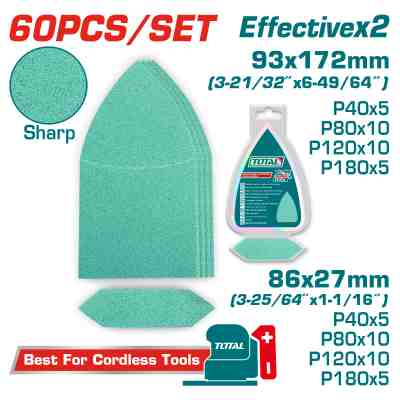 60PCS/SET
Effectivex2
93x172mm
(3-21/32″x6-49/64″)
Sharp
P40x5
P80x10
P120x10
P180x5
TOTAL
86x27mm
(3-25/64″x1-1/16″)
P40x5
P80x10
P120x10
P180x5
Best For Cordless Tools
TOTAL